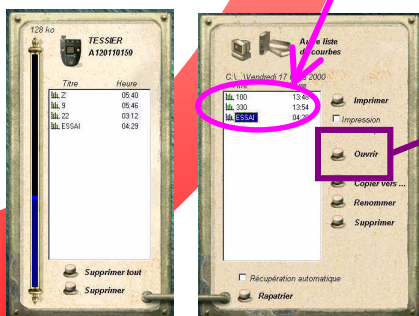 128 ko
TESSIER
A120110159
Titre Heure
Z 05:40
9 05:46
22 03:12
ESSAI 04:29
Supprimer tout
Supprimer
Autre liste
de courbes
C:\...\Vendredi 17 2000
100 13:46
330 13:54
ESSAI 04:29
Imprimer
Impression
Ouvrir
Copier vers ...
Renommer
Supprimer
Récupération automatique
Rapatrier